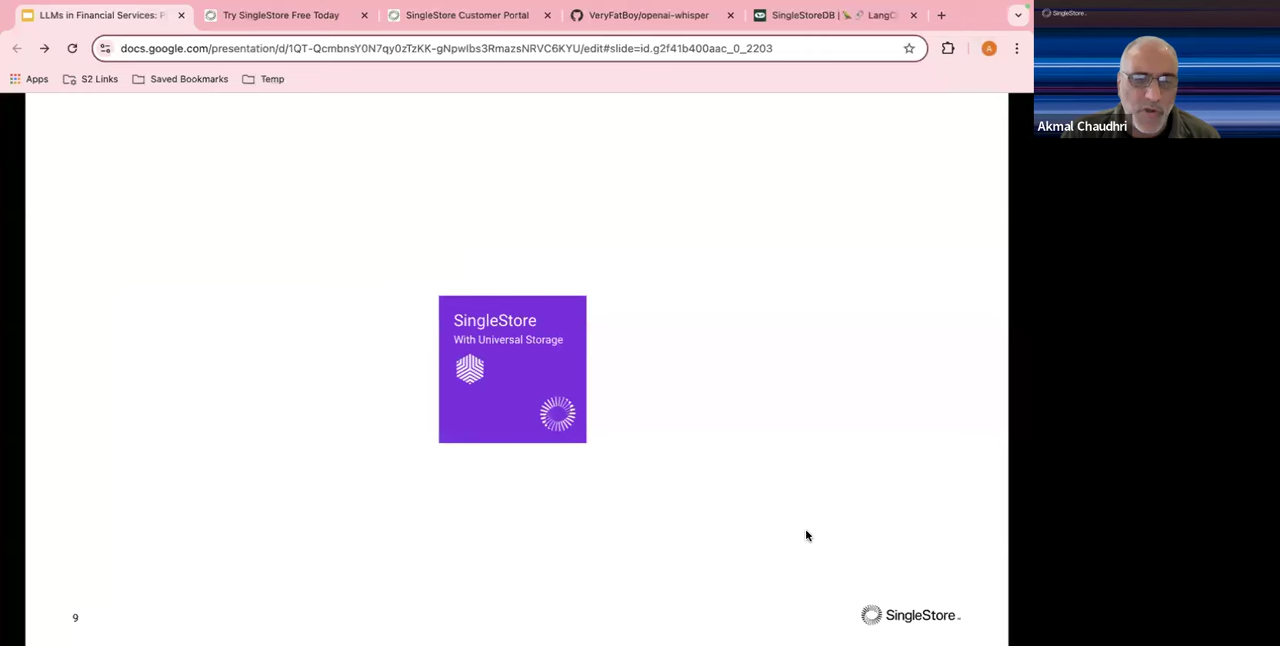 LLMs in Financial Services: P
Try SingleStore Free Today
SingleStore Customer Portal
VeryFatBoy/openai-whisper
SingleStoreDB | 🦜🔗 LangC
docs.google.com/presentation/d/1QT-QcmbnsY0N7qy0zTzKK-gNpwlbs3RmazsNRVC6KYU/edit#slide=id.g2f41b400aac_0_2203
A
Apps
S2 Links
Saved Bookmarks
Temp
SingleStore
Akmal Chaudhri
SingleStore
With Universal Storage
9
SingleStore